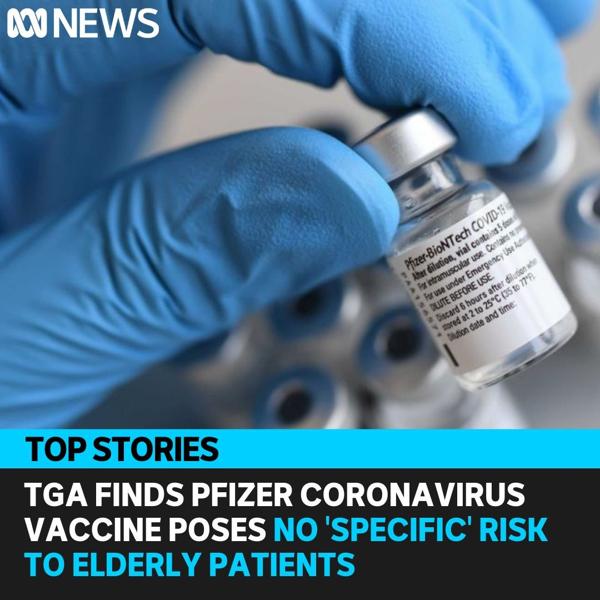 NEWS
Pfizer-BioNTech COVID-19
After dilution, vial contains 5 doses
For intramuscular use. Contains no
For use under Emergency Use
DILUTE BEFORE USE.
Discard 6 hours after dilution when
stored at 2 to 25°C (35 to 77°F).
Dilution date and time:
TOP STORIES
TGA FINDS PFIZER CORONAVIRUS
VACCINE POSES NO 'SPECIFIC' RISK
TO ELDERLY PATIENTS